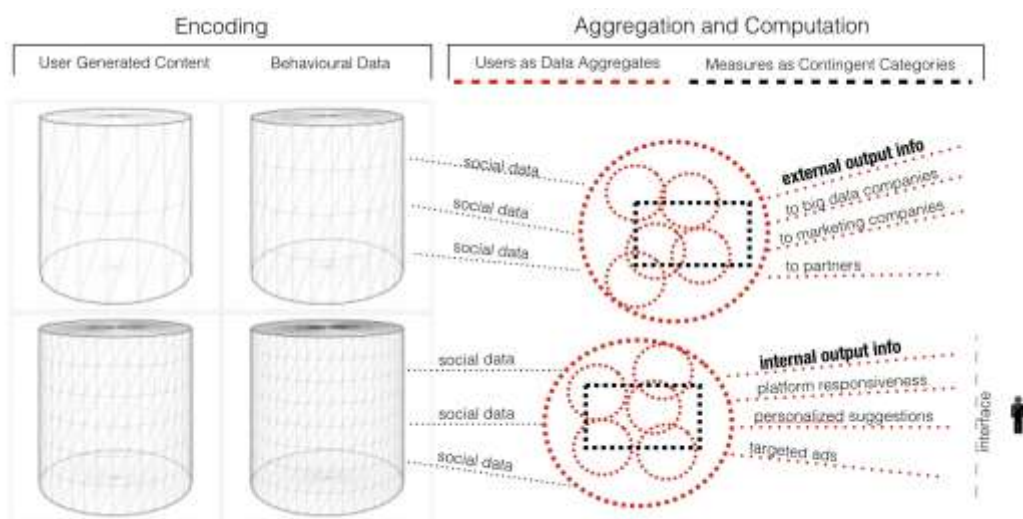 Encoding
Aggregation and Computation
User Generated Content
Behavioural Data
Users as Data Aggregates
Measures as Contingent Categories
social data
social data
social data
external output info
to big data companies
to marketing companies
to partners
social data
social data
social data
internal output info
platform responsiveness
personalized suggestions
targeted ads
interface